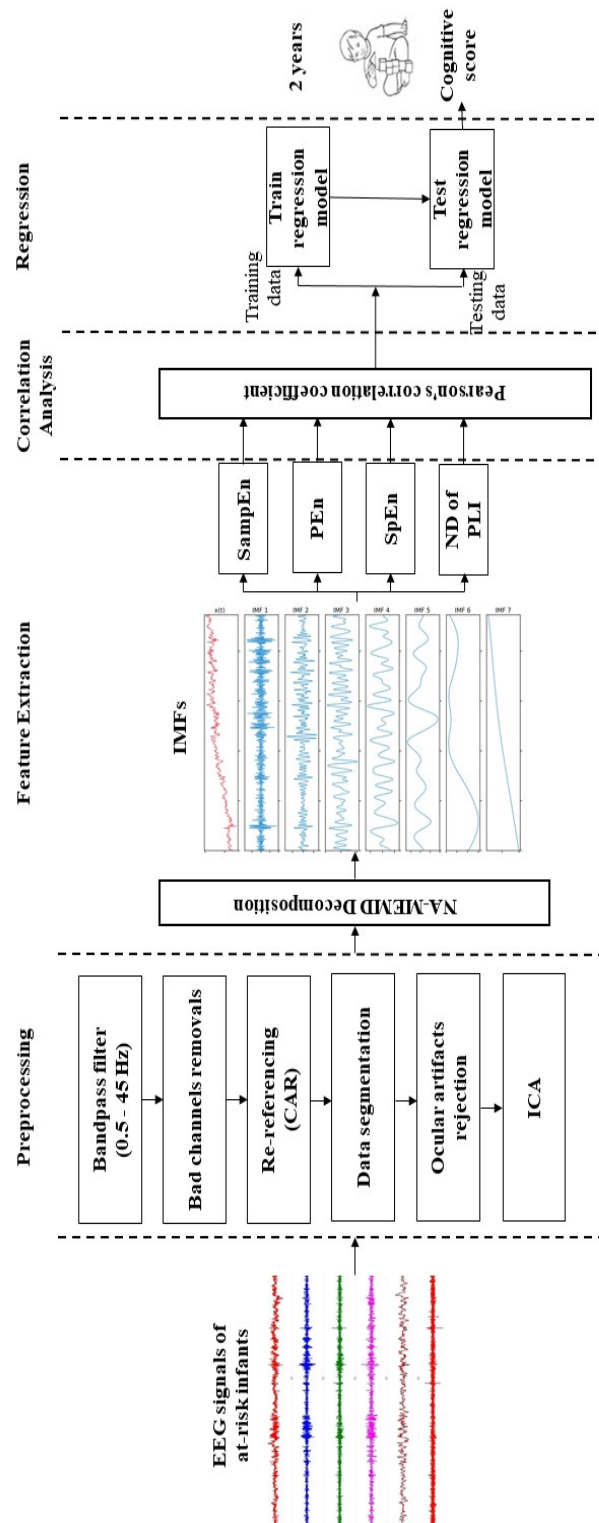 EEG signals of
at-risk infants
Preprocessing
Bandpass filter
(0.5 - 45 Hz)
Bad channels removals
Re-referencing
(CAR)
Data segmentation
Ocular artifacts
rejection
ICA
Feature Extraction
NA-MEMD Decomposition
IMFs
x(t)
IMF 1
IMF 2
IMF 3
IMF 4
IMF 5
IMF 6
IMF 7
SampEn
PEn
SpEn
ND of
PLI
Correlation
Analysis
Pearson's correlation coefficient
Regression
Training
data
Train
regression
model
Testing
data
Test
regression
model
2 years
Cognitive
score